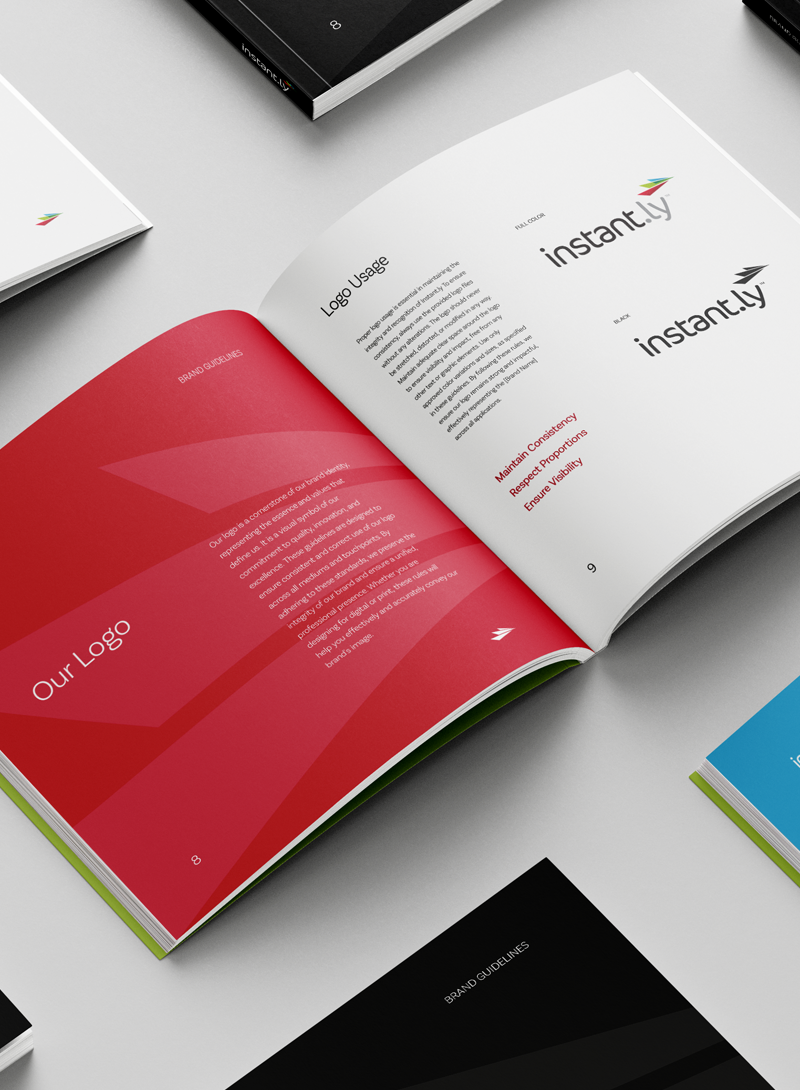 8
instant.ly
BRAND GUIDELINES
Our logo is a cornerstone of our brand identity,
representing the essence and values that
define us. It is a visual symbol of our
commitment to quality, innovation, and
excellence. These guidelines are designed to
ensure consistent and correct use of our logo
across all mediums and touchpoints. By
adhering to these standards, we preserve the
integrity of our brand and ensure a unified,
professional presence. Whether you are
designing for digital or print, these rules will
help you effectively and accurately convey our
brand's image.
Our Logo
8
Logo Usage
Proper logo usage is essential in maintaining the
integrity and recognition of Instant.ly. To ensure
consistency, always use the provided logo files
without any alterations. The logo should never
be stretched, distorted, or modified in any way.
Maintain adequate clear space around the logo
to ensure visibility and impact, free from any
other text or graphic elements. Use only
approved color variations and sizes, as specified
in these guidelines. By following these rules, we
ensure our logo remains strong and impactful,
effectively representing the [Brand Name]
across all applications.
Maintain Consistency
Respect Proportions
Ensure Visibility
FULL COLOR
instant.ly™
BLACK
instant.ly™
9
BRAND GUIDELINES